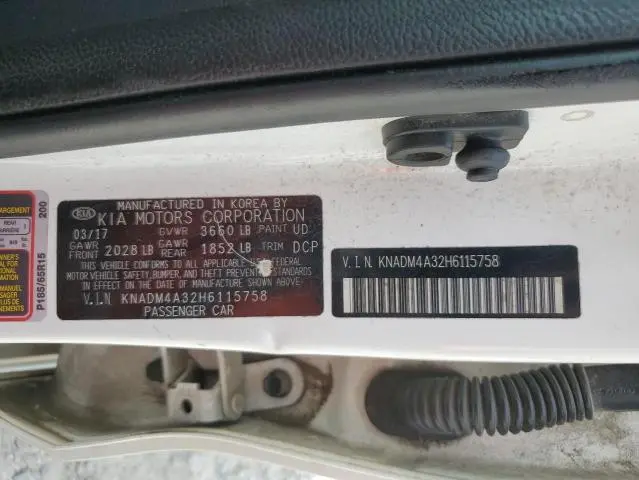 MANUFACTURED IN KOREA BY
KIA
KIA MOTORS CORPORATION
03/17 GVWR 3660 LB PAINT UD
GAWR FRONT 2028 LB GAWR REAR 1852 LB TRIM DCP
THIS VEHICLE CONFORMS TO ALL APPLICABLE U.S. FEDERAL
MOTOR VEHICLE SAFETY, BUMPER, AND THEFT PREVENTION STANDARDS
IN EFFECT ON THE DATE OF MANUFACTURE SHOWN ABOVE.
V.I.N KNADM4A32H6115758
PASSENGER CAR
V.I.N. KNADM4A32H6115758
P185/65R15
200
REAR